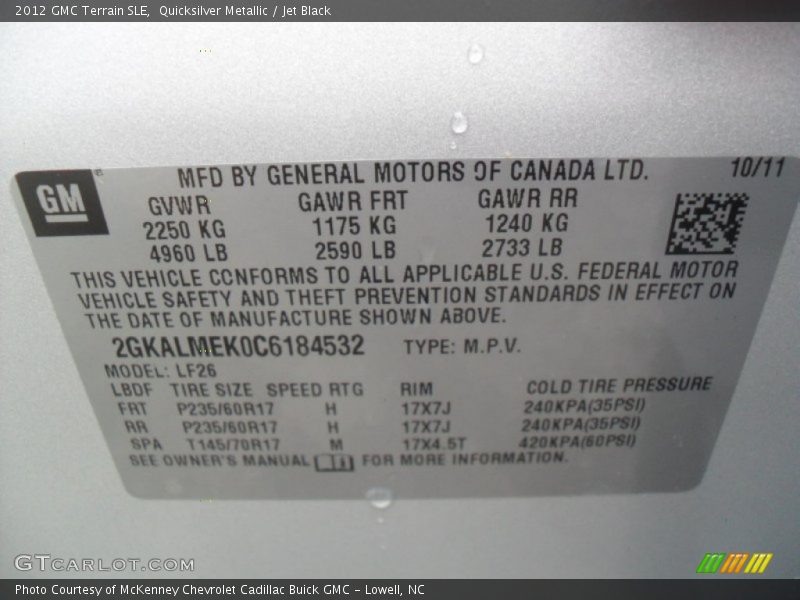 2012 GMC Terrain SLE,  Quicksilver Metallic / Jet Black
GM®
MFD BY GENERAL MOTORS OF CANADA LTD.
10/11
GVWR GAWR FRT GAWR RR
2250 KG 1175 KG 1240 KG
4960 LB 2590 LB 2733 LB
THIS VEHICLE CONFORMS TO ALL APPLICABLE U.S. FEDERAL MOTOR
VEHICLE SAFETY AND THEFT PREVENTION STANDARDS IN EFFECT ON
THE DATE OF MANUFACTURE SHOWN ABOVE.
2GKALMEK0C6184532 TYPE: M.P.V.
MODEL: LF26
LBDF TIRE SIZE SPEED RTG RIM COLD TIRE PRESSURE
FRT P235/60R17 H 17X7J 240KPA(35PSI)
RR P235/60R17 H 17X7J 240KPA(35PSI)
SPA T145/70R17 M 17X4.5T 420KPA(60PSI)
SEE OWNER'S MANUAL FOR MORE INFORMATION.
GTCARLOT.COM
Photo Courtesy of McKenney Chevrolet Cadillac Buick GMC - Lowell, NC